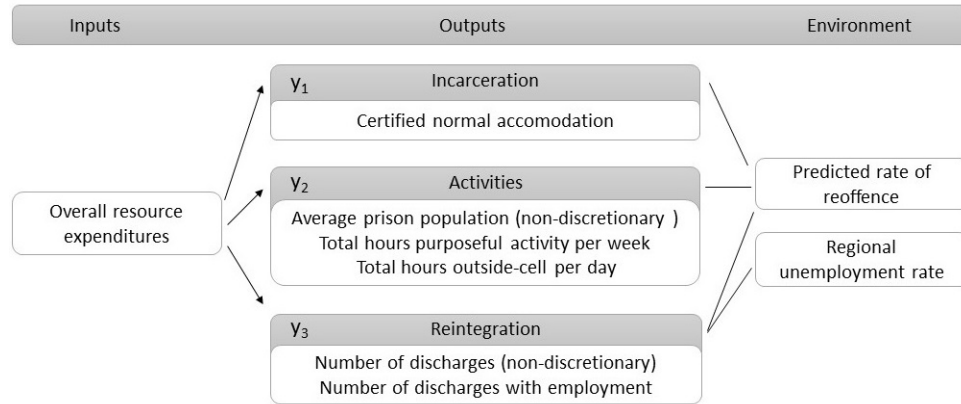 Inputs
Outputs
Environment
y1
Incarceration
Certified normal accomodation
y2
Activities
Average prison population (non-discretionary )
Total hours purposeful activity per week
Total hours outside-cell per day
Overall resource
expenditures
Predicted rate of
reoffence
Regional
unemployment rate
y3
Reintegration
Number of discharges (non-discretionary)
Number of discharges with employment